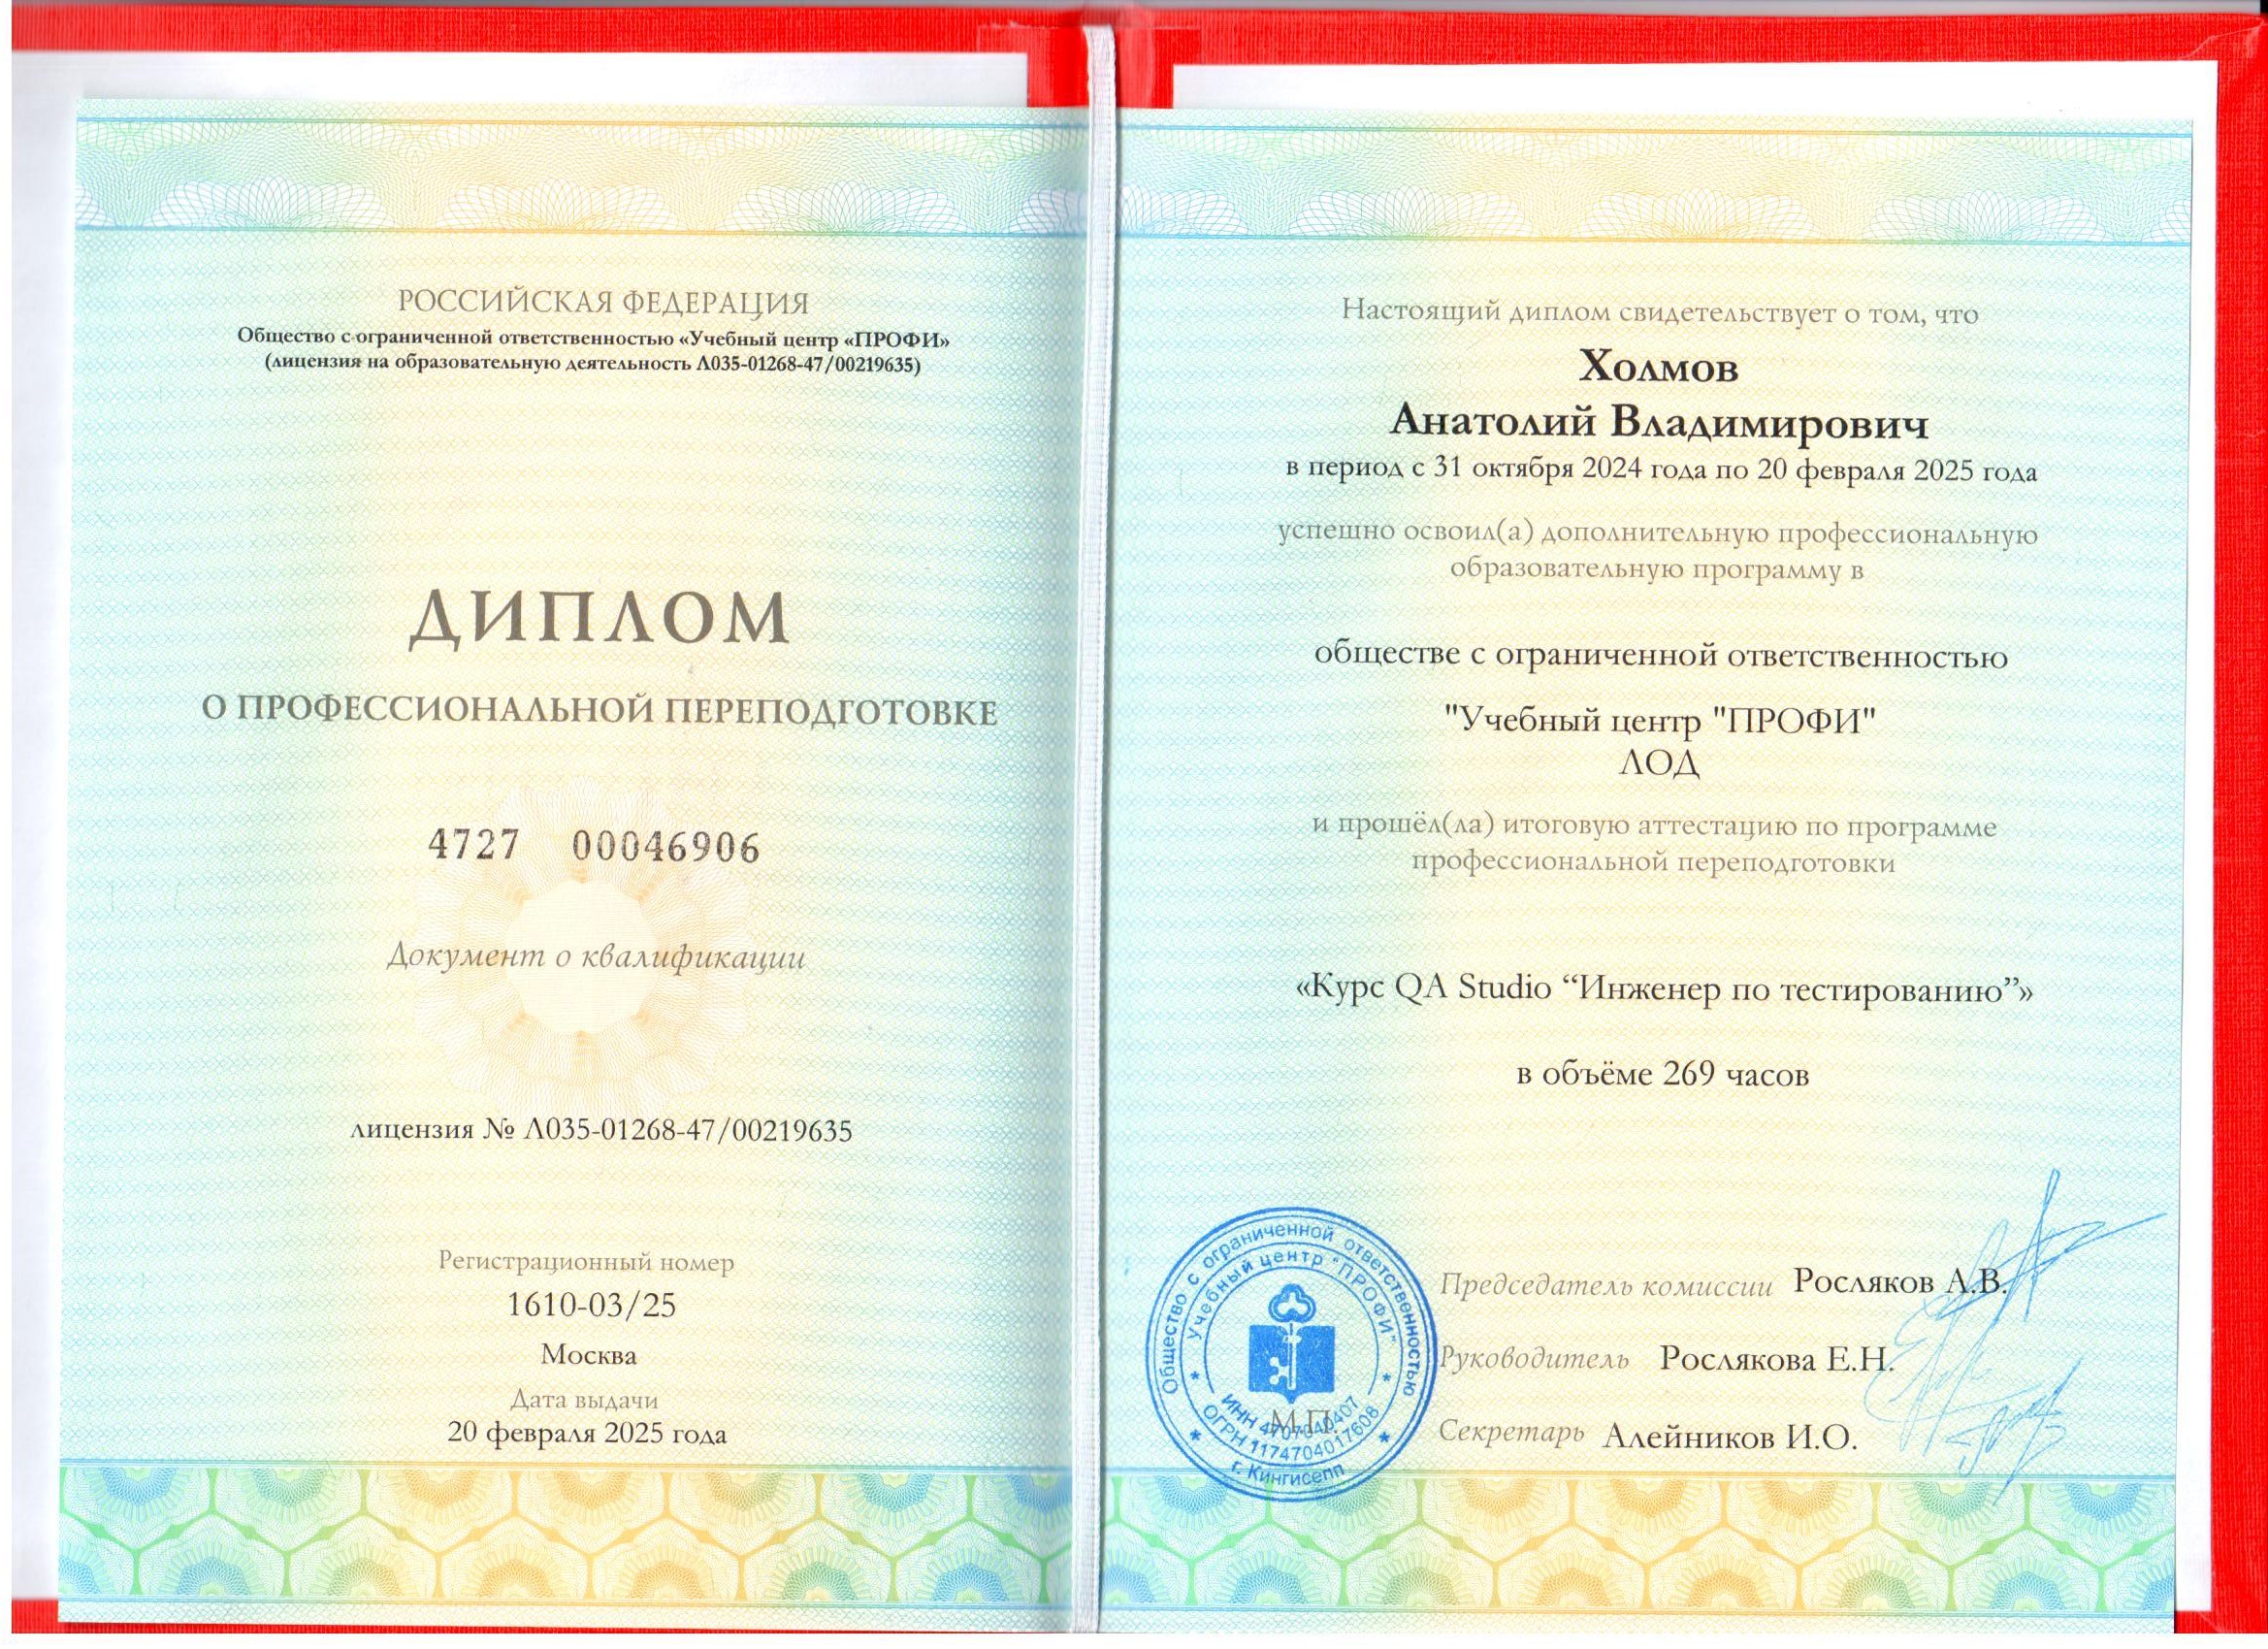 РОССИЙСКАЯ ФЕДЕРАЦИЯ
Общество с ограниченной ответственностью «Учебный центр «ПРОФИ»
(лицензия на образовательную деятельность Л035-01268-47/00219635)
ДИПЛОМ
О ПРОФЕССИОНАЛЬНОЙ ПЕРЕПОДГОТОВКЕ
4727 00046906
Документ о квалификации
лицензия № Л035-01268-47/00219635
Регистрационный номер
1610-03/25
Москва
Дата выдачи
20 февраля 2025 года
Настоящий диплом свидетельствует о том, что
Холмов
Анатолий Владимирович
в период с 31 октября 2024 года по 20 февраля 2025 года
успешно освоил(а) дополнительную профессиональную
образовательную программу в
обществе с ограниченной ответственностью
"Учебный центр "ПРОФИ"
ЛОД
и прошёл(ла) итоговую аттестацию по программе
профессиональной переподготовки
«Курс QA Studio “Инженер по тестированию”»
в объёме 269 часов
Председатель комиссии Росляков А.В.
Руководитель Рослякова Е.Н.
Секретарь Алейников И.О.
М.П.
Общество с ограниченной ответственностью
Учебный центр "ПРОФИ"
ИНН 4707040407
ОГРН 1174704017608
г. Кингисепп